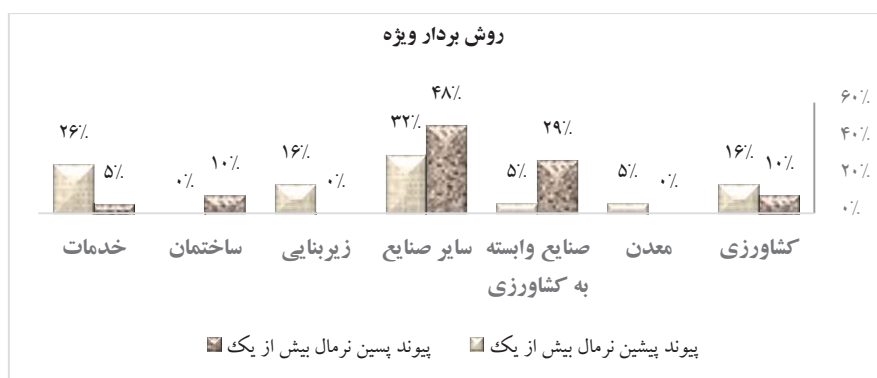 روش بردار ویژه
۶۰٪
۴۰٪
۲۰٪
۰٪
۱۰٪ ۱۶٪
۰٪ ۵٪
۲۹٪ ۵٪
۴۸٪ ۳۲٪
۰٪ ۱۶٪
۱۰٪ ۰٪
۵٪ ۲۶٪
کشاورزی
معدن
صنایع وابسته
به کشاورزی
سایر صنایع
زیربنایی
ساختمان
خدمات
پیوند پیشین نرمال بیش از یک
پیوند پسین نرمال بیش از یک